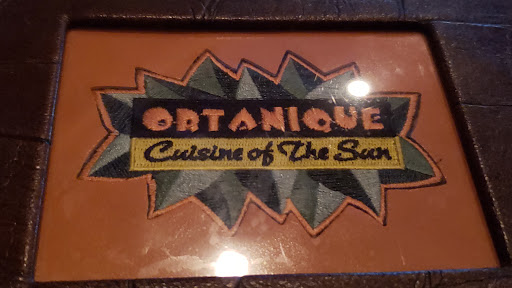 ORTANIQUE
Cuisine of The Sun